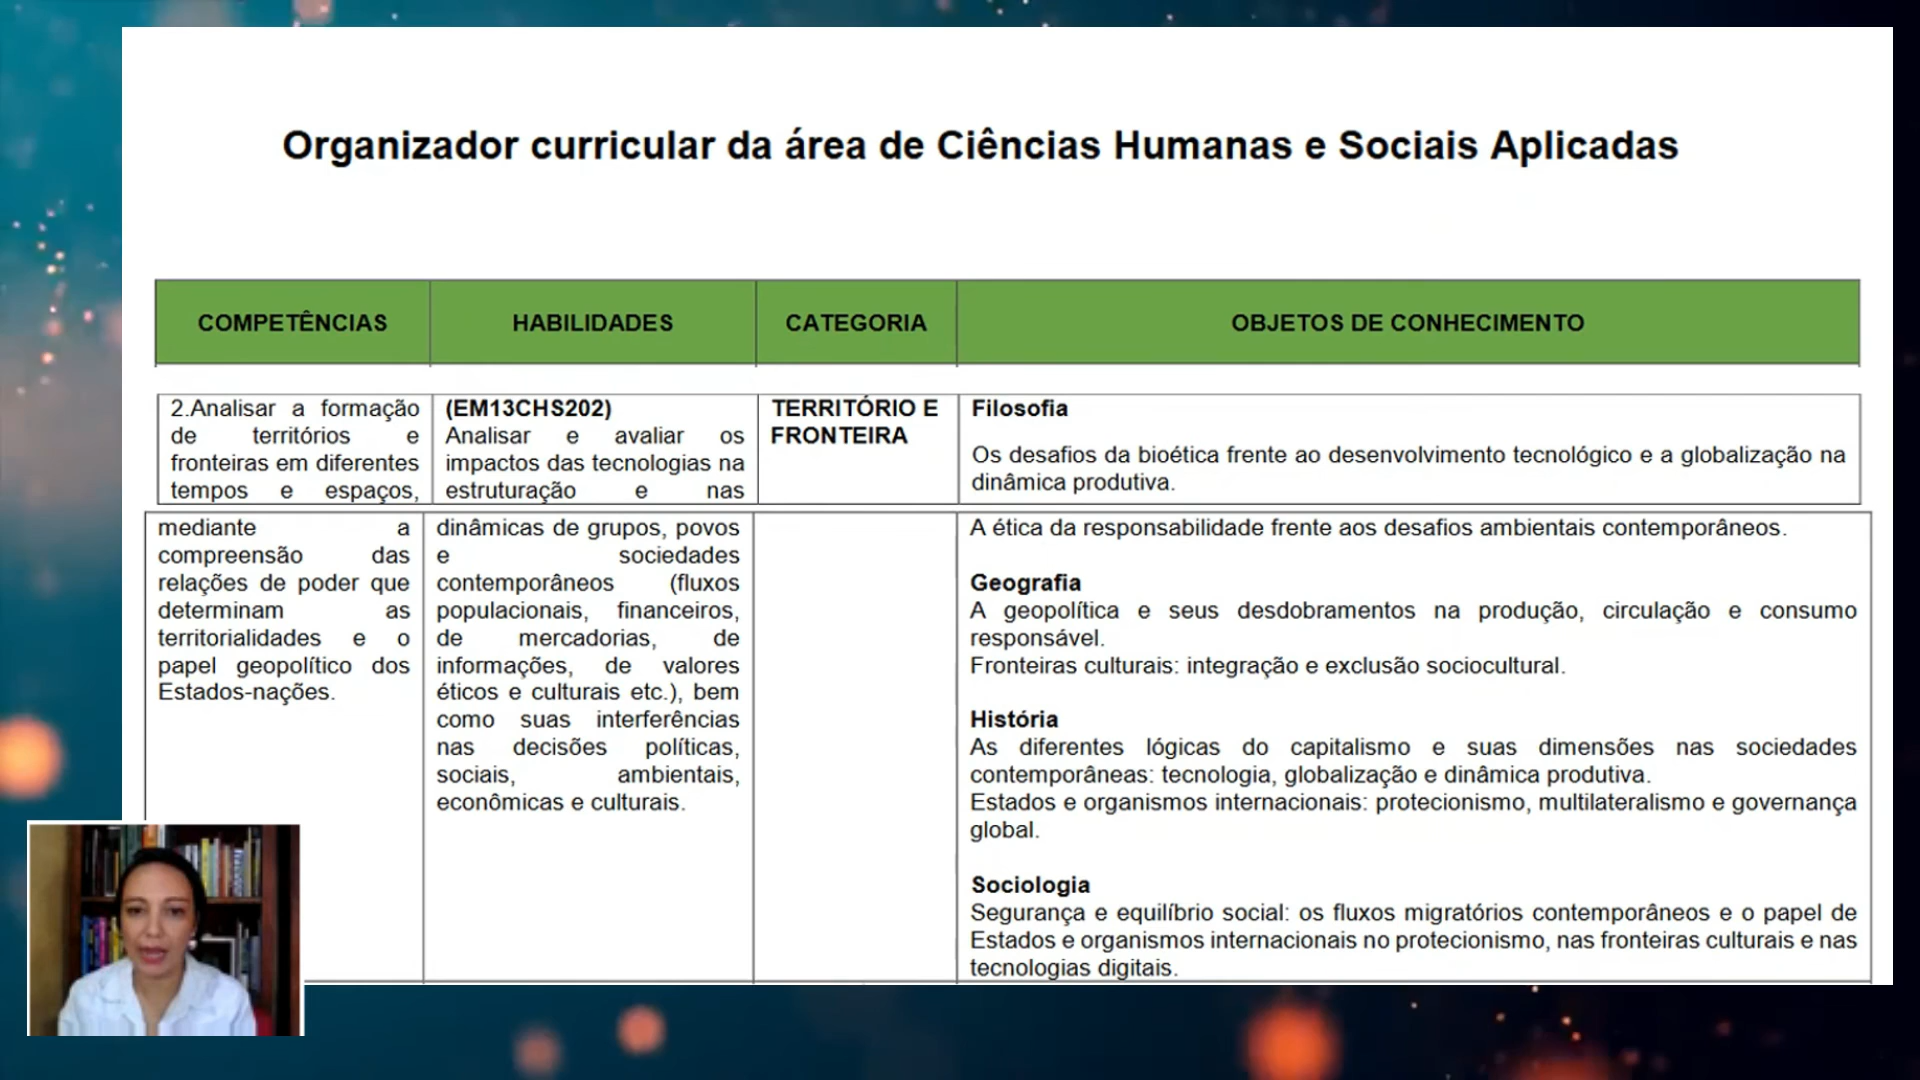 Organizador curricular da área de Ciências Humanas e Sociais Aplicadas
COMPETÊNCIAS
HABILIDADES
CATEGORIA
OBJETOS DE CONHECIMENTO
2.Analisar a formação
de territórios e
fronteiras em diferentes
tempos e espaços,
mediante a
compreensão das
relações de poder que
determinam as
territorialidades e o
papel geopolítico dos
Estados-nações.
(EM13CHS202)
Analisar e avaliar os
impactos das tecnologias na
estruturação e nas
dinâmicas de grupos, povos
e sociedades
contemporâneos (fluxos
populacionais, financeiros,
de mercadorias, de
informações, de valores
éticos e culturais etc.), bem
como suas interferências
nas decisões políticas,
sociais, ambientais,
econômicas e culturais.
TERRITÓRIO E
FRONTEIRA
Filosofia
Os desafios da bioética frente ao desenvolvimento tecnológico e a globalização na
dinâmica produtiva.
A ética da responsabilidade frente aos desafios ambientais contemporâneos.
Geografia
A geopolítica e seus desdobramentos na produção, circulação e consumo
responsável.
Fronteiras culturais: integração e exclusão sociocultural.
História
As diferentes lógicas do capitalismo e suas dimensões nas sociedades
contemporâneas: tecnologia, globalização e dinâmica produtiva.
Estados e organismos internacionais: protecionismo, multilateralismo e governança
global.
Sociologia
Segurança e equilíbrio social: os fluxos migratórios contemporâneos e o papel de
Estados e organismos internacionais no protecionismo, nas fronteiras culturais e nas
tecnologias digitais.